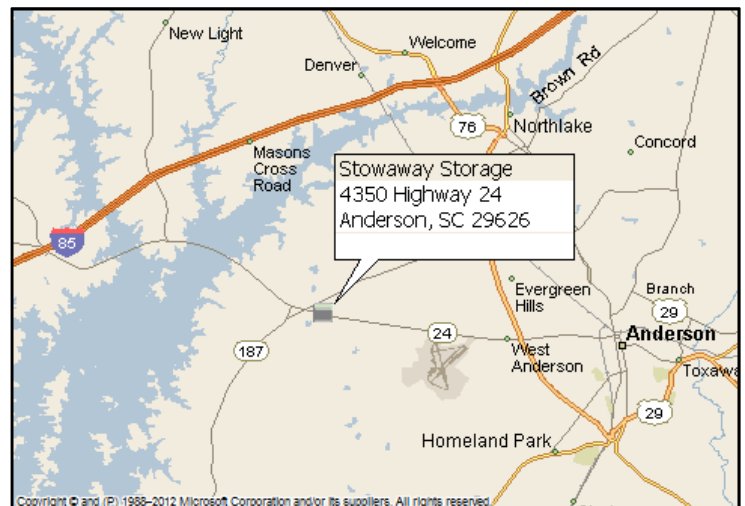 New Light
Welcome
Denver
Brown Rd
76
Northlake
Masons
Cross
Road
Concord
Stowaway Storage
4350 Highway 24
Anderson, SC 29626
85
Evergreen
Hills
Branch
29
24
Anderson
187
West
Anderson
Toxawa
29
Homeland Park
Copyright © and (P) 1988–2012 Microsoft Corporation and/or its suppliers. All rights reserved.